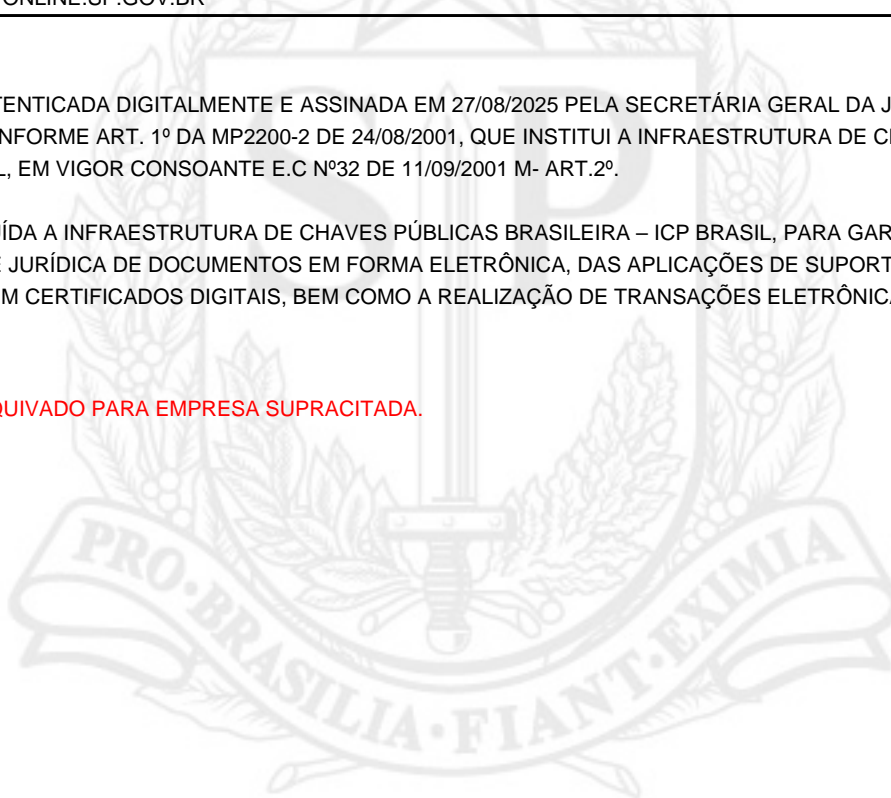 ONLINE.SP.GOV.BR
TENTICADA DIGITALMENTE E ASSINADA EM 27/08/2025 PELA SECRETÁRIA GERAL DA J
NFORME ART. 1º DA MP2200-2 DE 24/08/2001, QUE INSTITUI A INFRAESTRUTURA DE C
L, EM VIGOR CONSOANTE E.C Nº32 DE 11/09/2001 M- ART.2º.
ÍDA A INFRAESTRUTURA DE CHAVES PÚBLICAS BRASILEIRA – ICP BRASIL, PARA GAR
E JURÍDICA DE DOCUMENTOS EM FORMA ELETRÔNICA, DAS APLICAÇÕES DE SUPORT
M CERTIFICADOS DIGITAIS, BEM COMO A REALIZAÇÃO DE TRANSAÇÕES ELETRÔNICA
QUIVADO PARA EMPRESA SUPRACITADA.
SP
PRO·BRASILIA·FIANT·EXIMIA